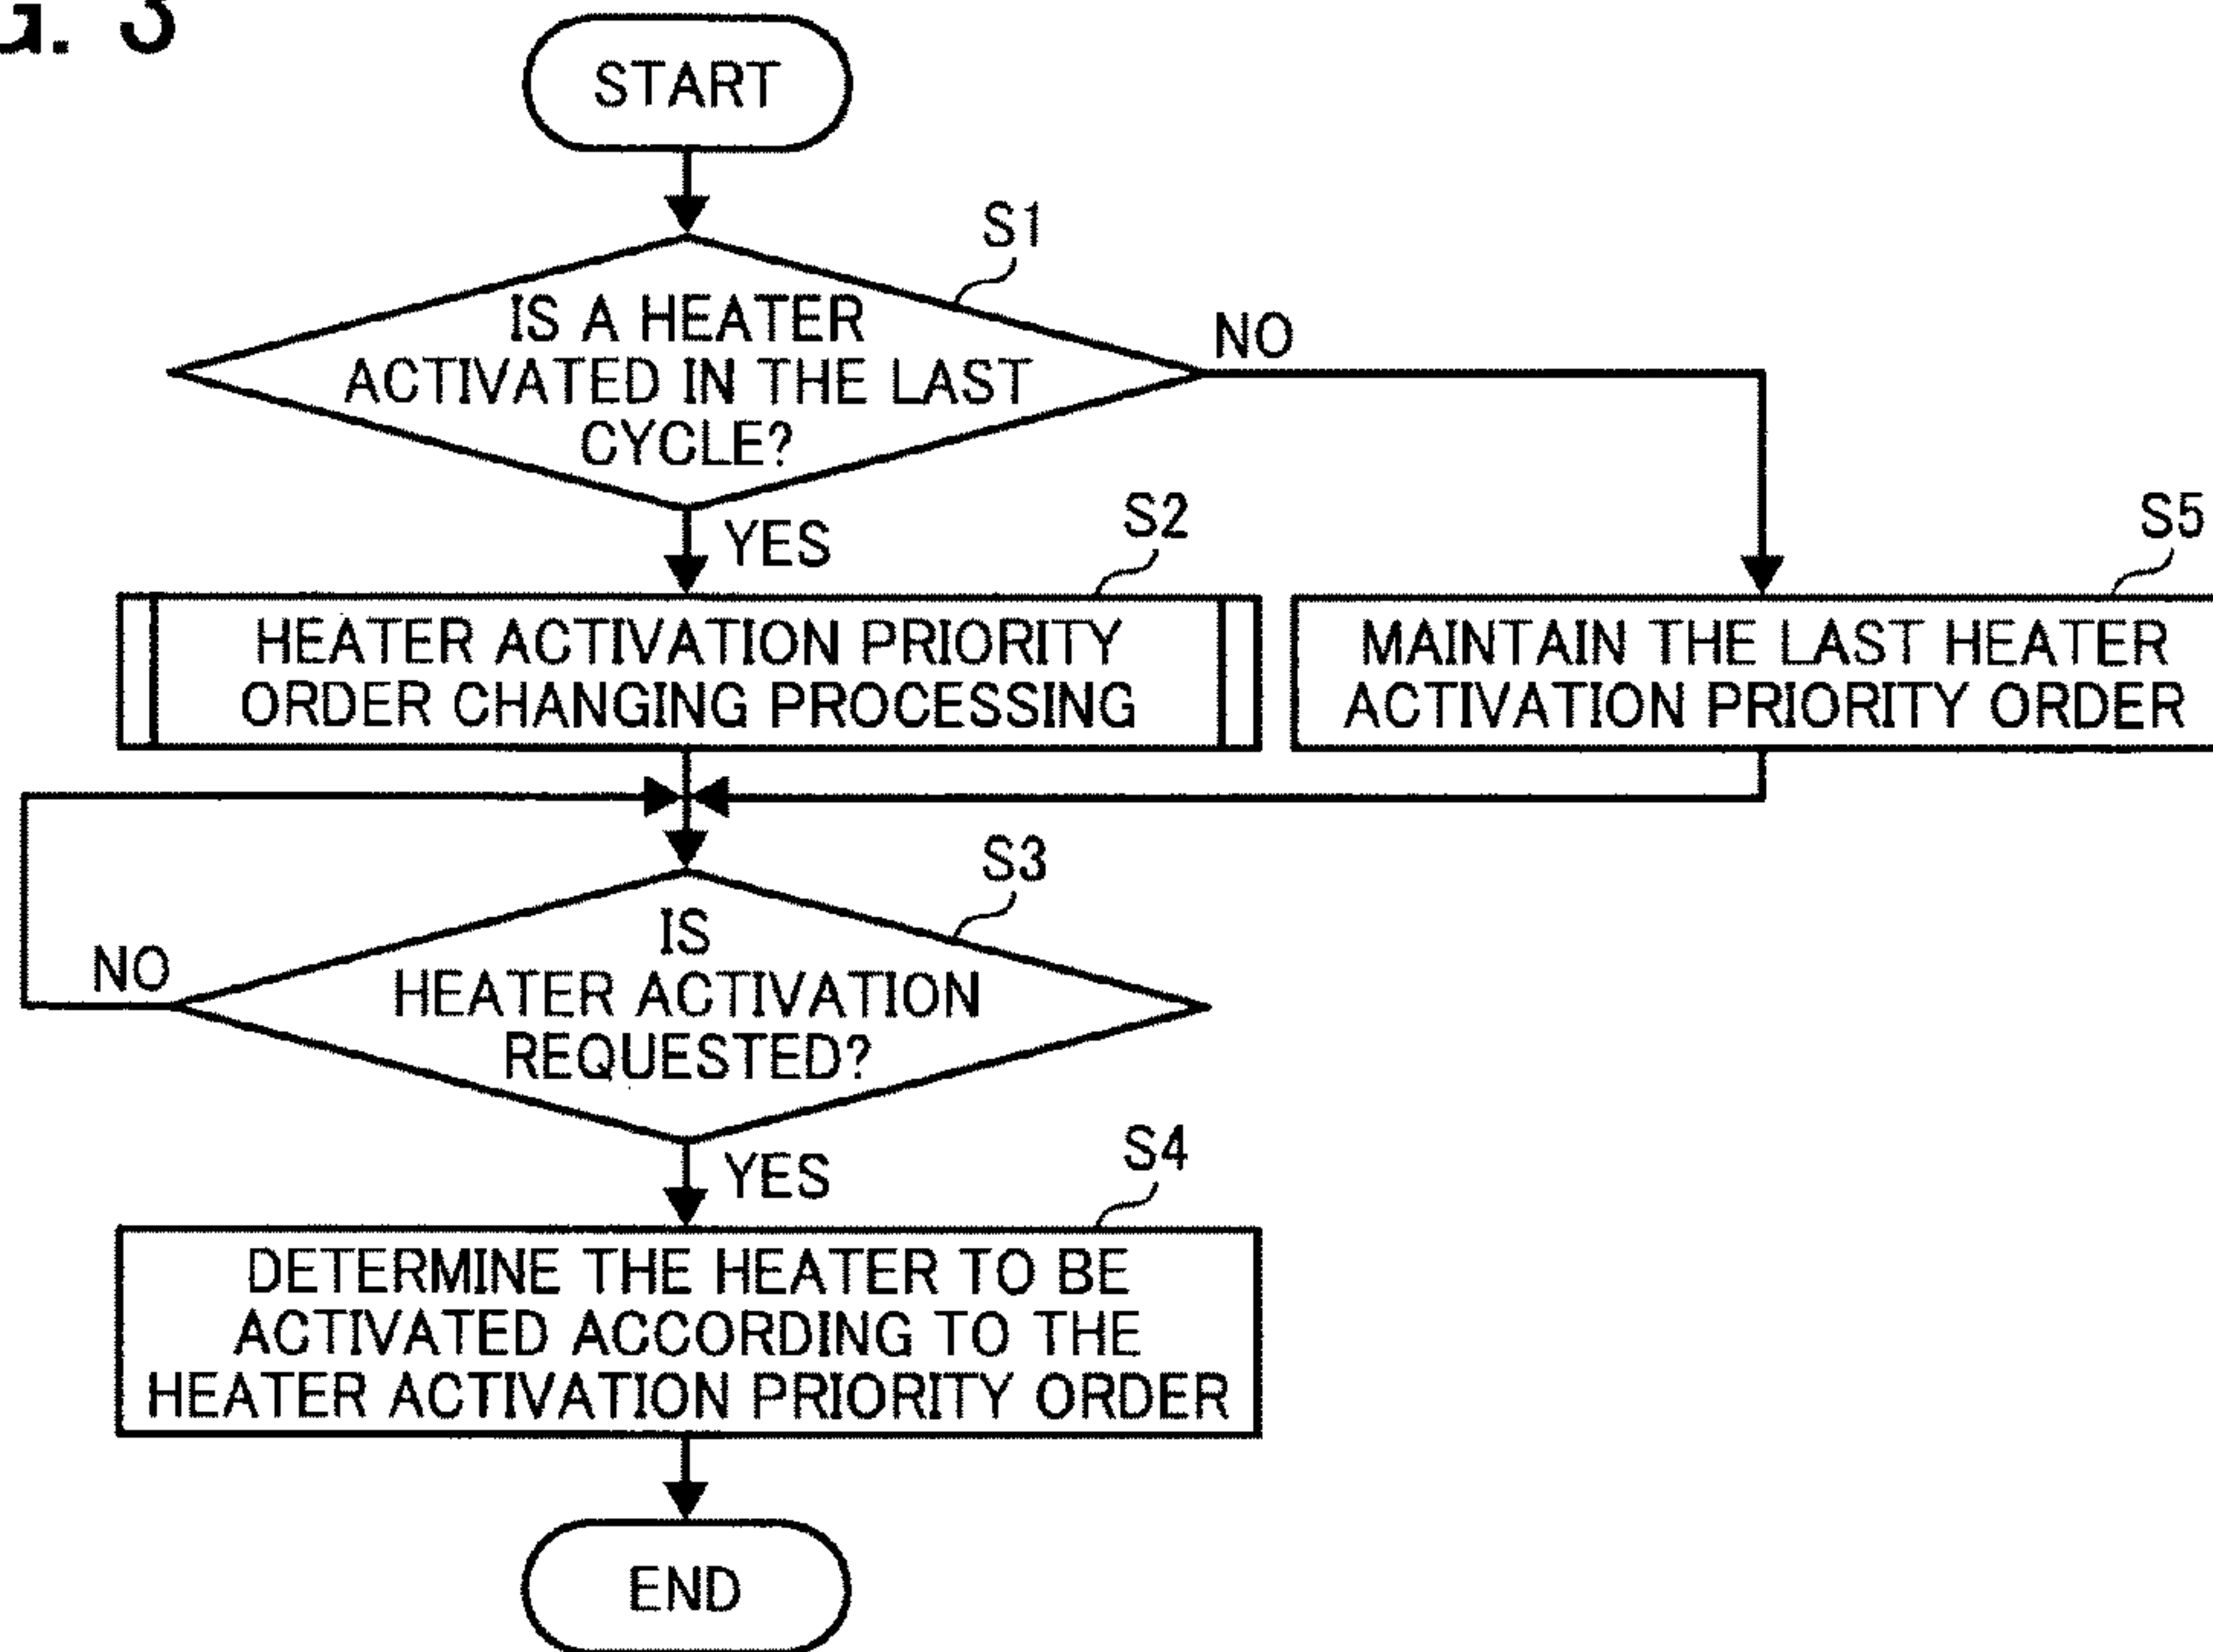 G. 3
START
S1
IS A HEATER
ACTIVATED IN THE LAST
CYCLE?
NO
YES
S2
HEATER ACTIVATION PRIORITY
ORDER CHANGING PROCESSING
S5
MAINTAIN THE LAST HEATER
ACTIVATION PRIORITY ORDER
S3
IS
HEATER ACTIVATION
REQUESTED?
NO
YES
S4
DETERMINE THE HEATER TO BE
ACTIVATED ACCORDING TO THE
HEATER ACTIVATION PRIORITY ORDER
END